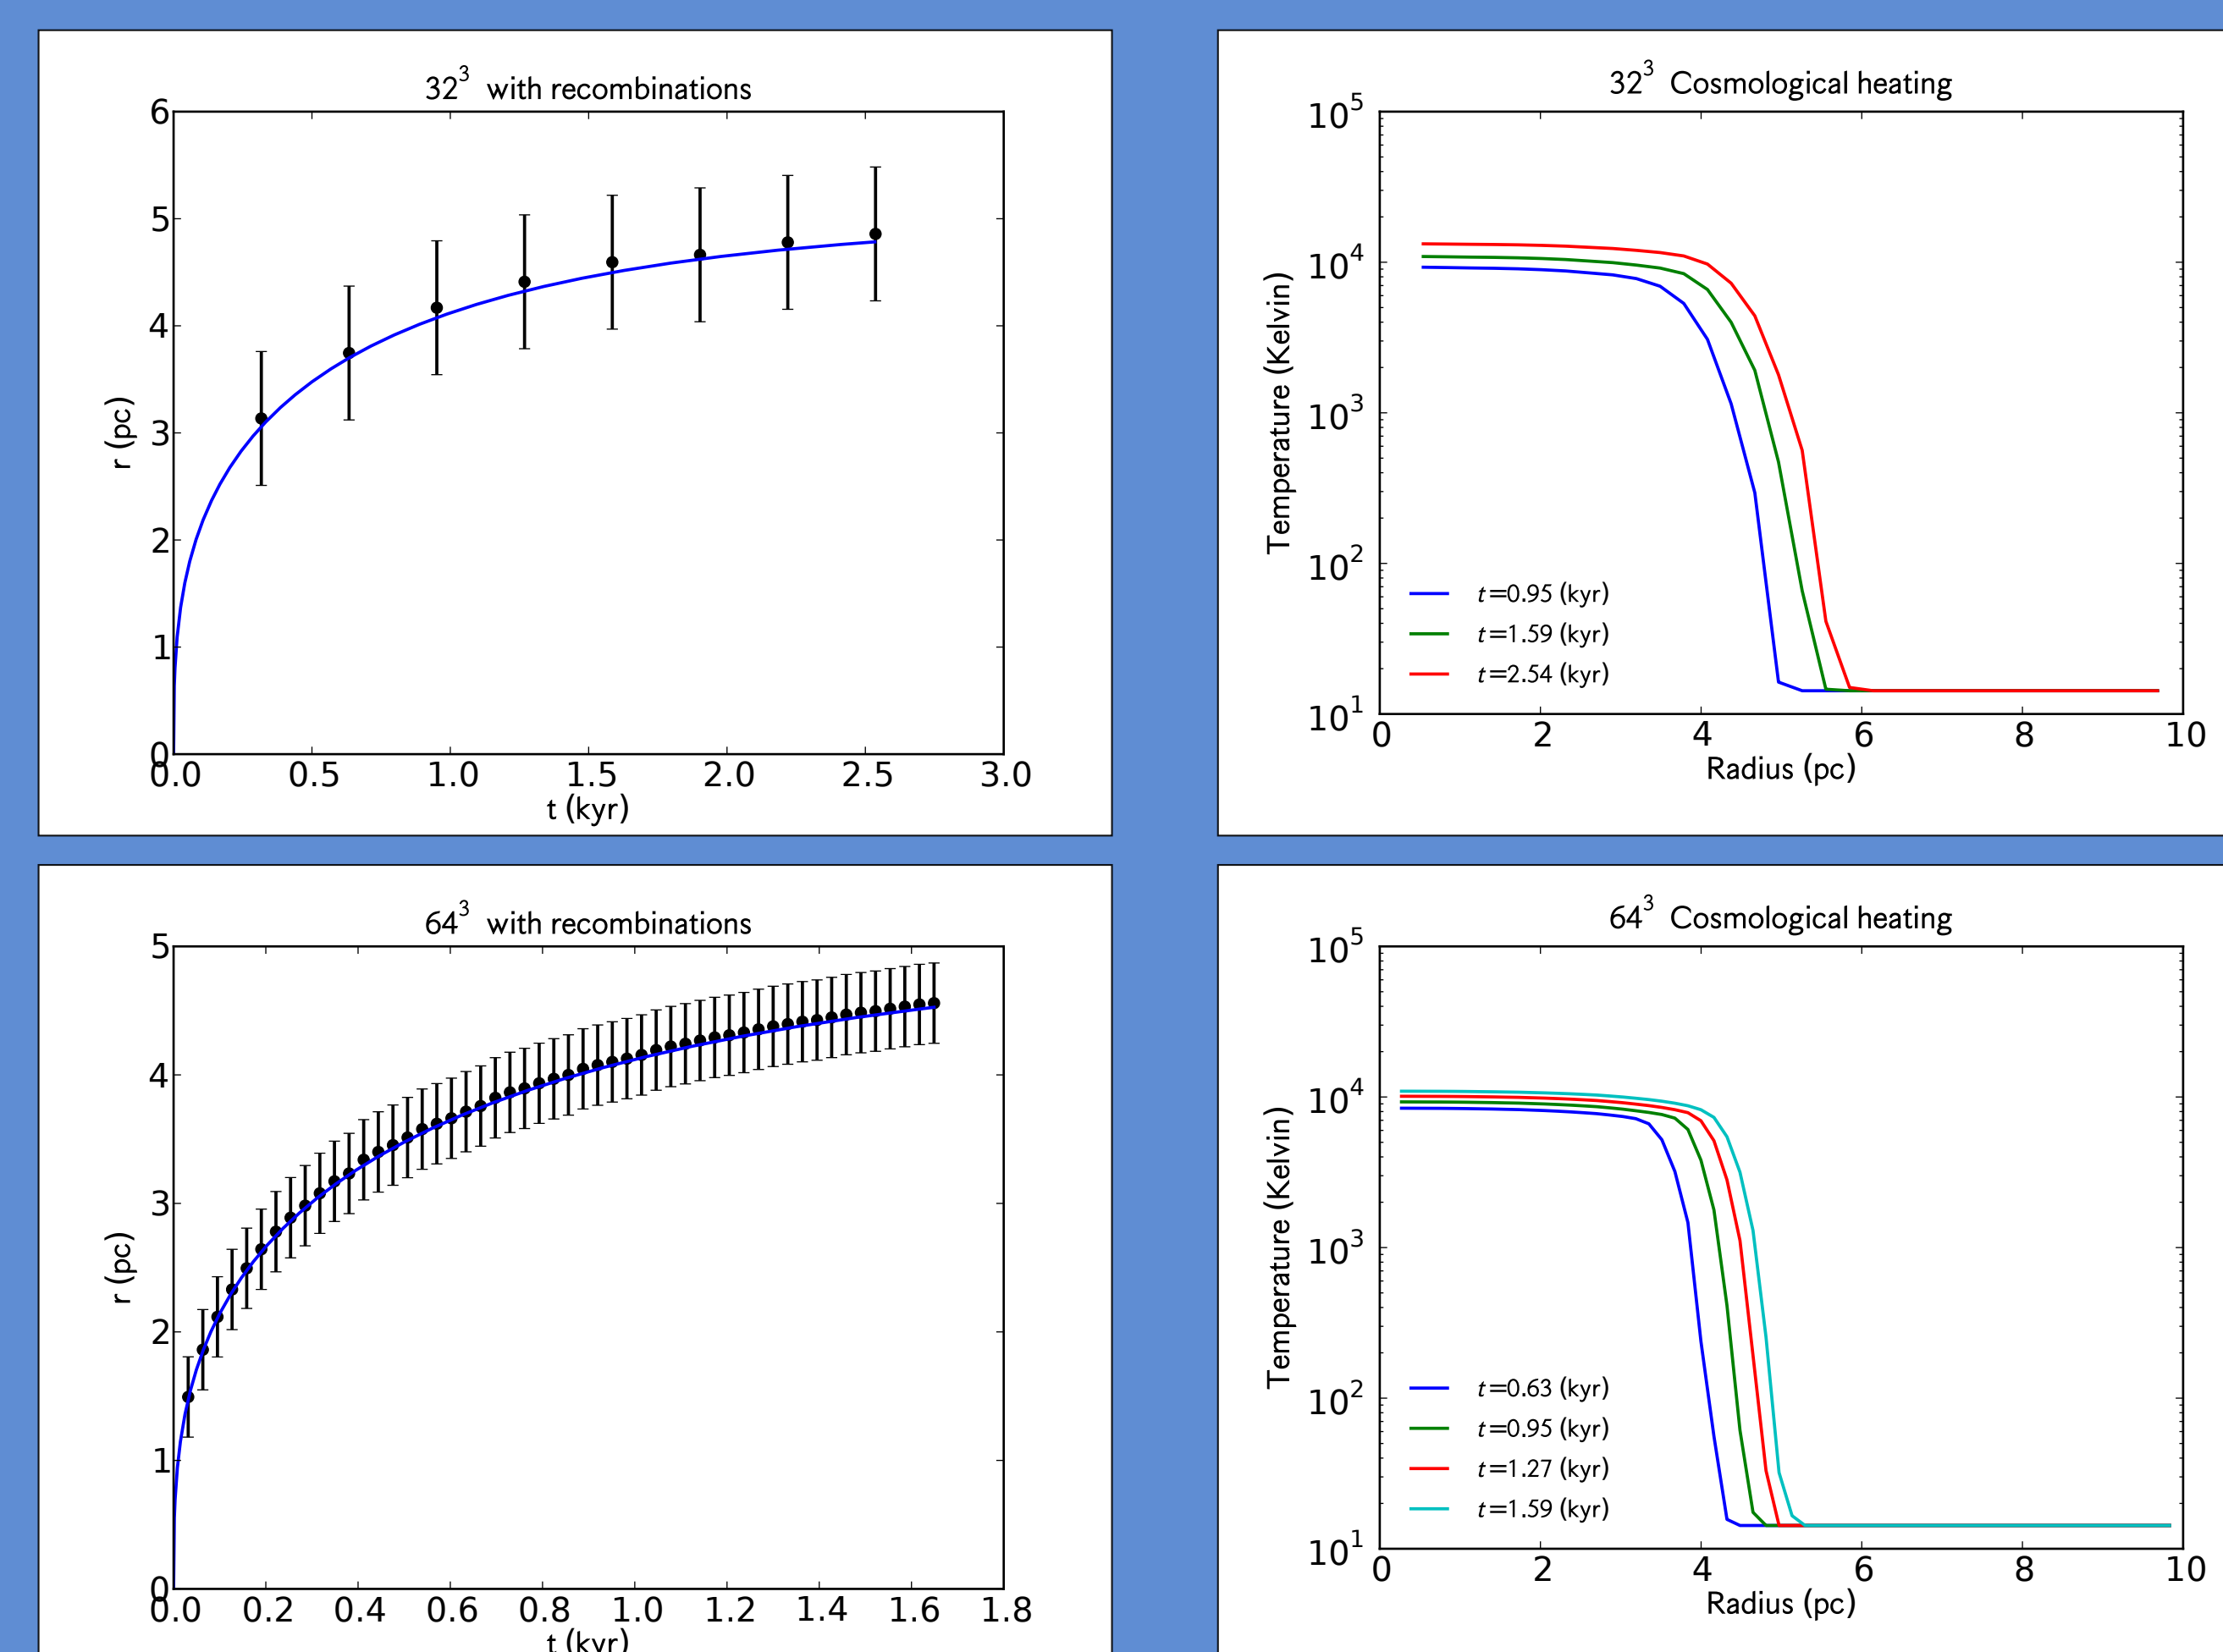 32³ with recombinations
6
5
4
3
2
1
0
r (pc)
0.0 0.5 1.0 1.5 2.0 2.5 3.0
t (kyr)
32³ Cosmological heating
10⁵
10⁴
10³
10²
10¹
Temperature (Kelvin)
t=0.95 (kyr)
t=1.59 (kyr)
t=2.54 (kyr)
0 2 4 6 8 10
Radius (pc)
64³ with recombinations
5
4
3
2
1
0
r (pc)
0.0 0.2 0.4 0.6 0.8 1.0 1.2 1.4 1.6 1.8
t (kyr)
64³ Cosmological heating
10⁵
10⁴
10³
10²
10¹
Temperature (Kelvin)
t=0.63 (kyr)
t=0.95 (kyr)
t=1.27 (kyr)
t=1.59 (kyr)
0 2 4 6 8 10
Radius (pc)